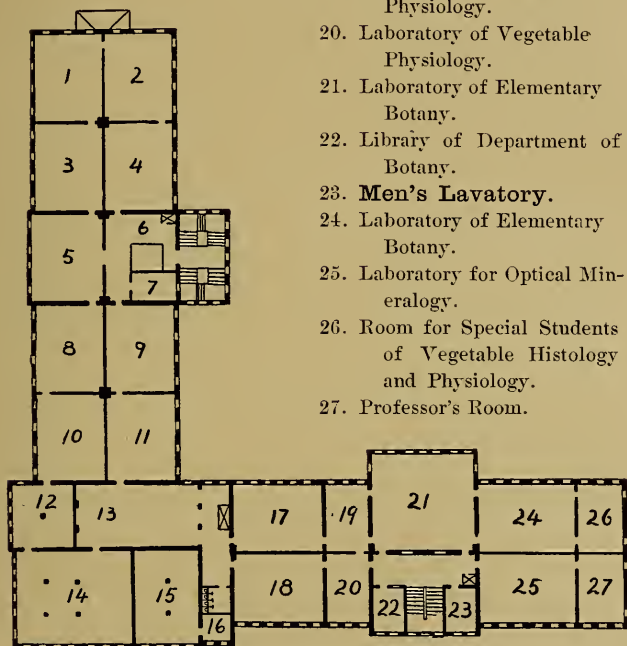 Physiology.
20. Laboratory of Vegetable
Physiology.
21. Laboratory of Elementary
Botany.
22. Library of Department of
Botany.
23. Men's Lavatory.
24. Laboratory of Elementary
Botany.
25. Laboratory for Optical Min-
eralogy.
26. Room for Special Students
of Vegetable Histology
and Physiology.
27. Professor's Room.
1 2
3 4
5 6
7
8 9
10 11
12 13
14 15
16
17 19 21 24 26
18 20 22 23 25 27